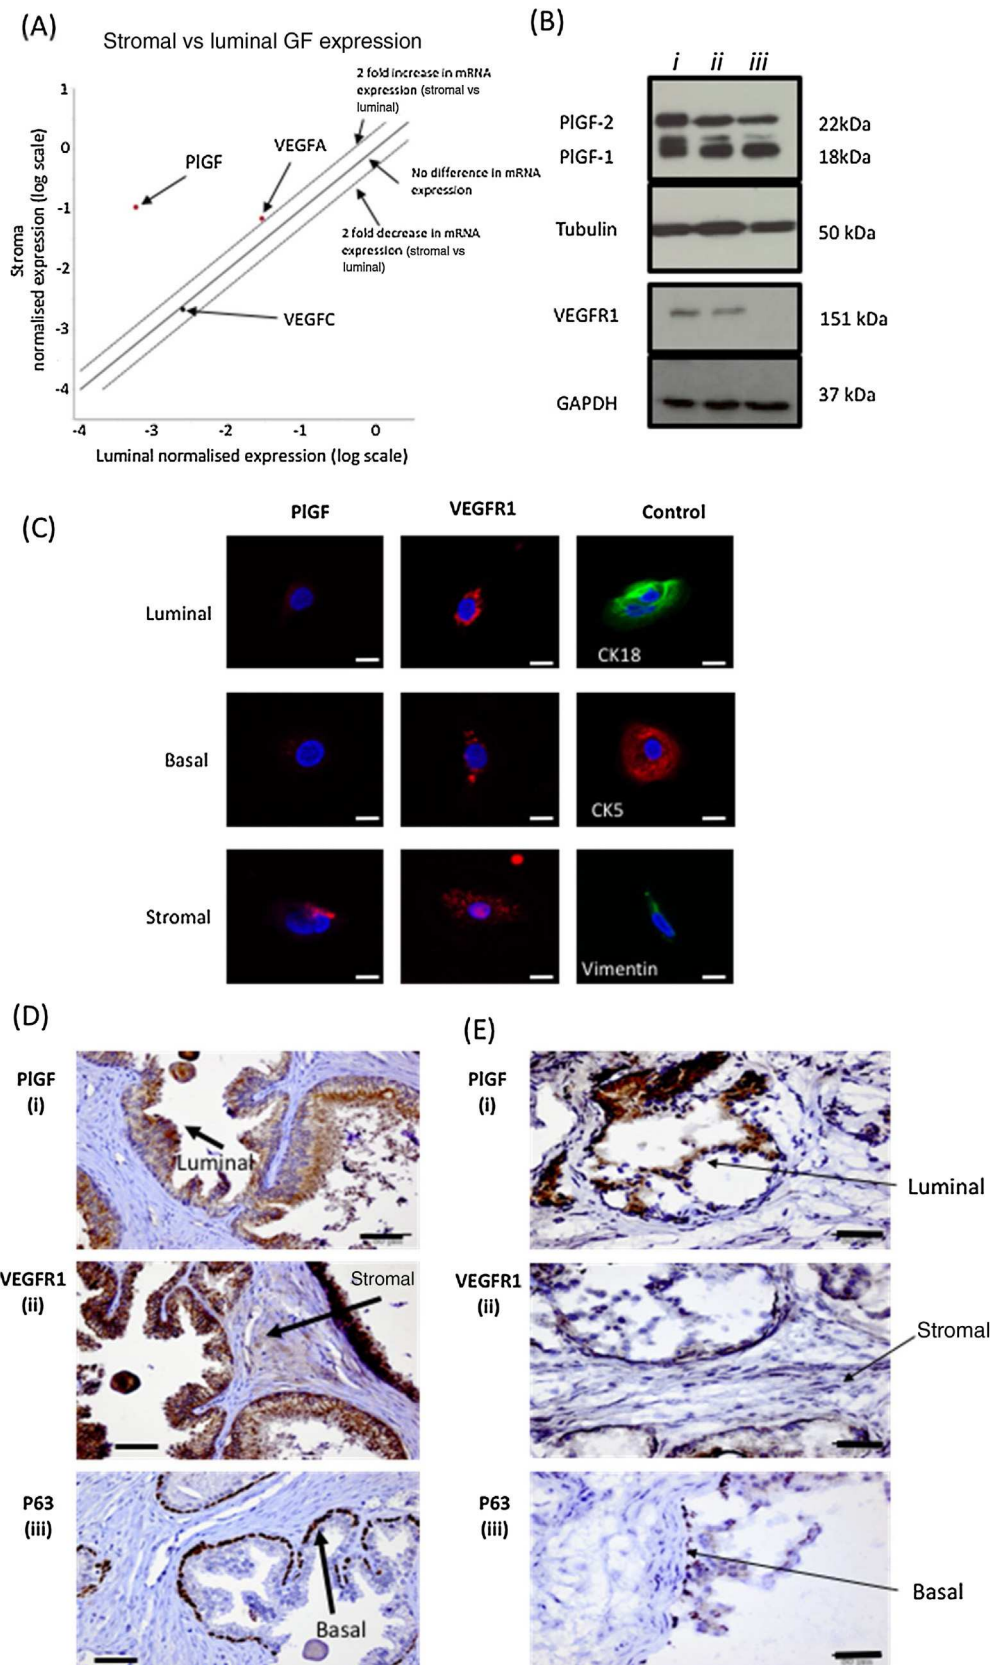 (A)
Stromal vs luminal GF expression
2 fold increase in mRNA
expression (stromal vs
luminal)
PlGF
VEGFA
No difference in mRNA
expression
2 fold decrease in mRNA
expression (stromal vs
luminal)
VEGFC
Stroma
normalised expression (log scale)
1
0
-1
-2
-3
-4
-4 -3 -2 -1 0
Luminal normalised expression (log scale)
(B)
i ii iii
PlGF-2 22kDa
PlGF-1 18kDa
Tubulin 50 kDa
VEGFR1 151 kDa
GAPDH 37 kDa
(C)
PlGF VEGFR1 Control
Luminal
CK18
Basal
CK5
Stromal
Vimentin
(D)
PlGF
(i)
Luminal
VEGFR1
(ii)
Stromal
P63
(iii)
Basal
(E)
PlGF
(i)
Luminal
VEGFR1
(ii)
Stromal
P63
(iii)
Basal